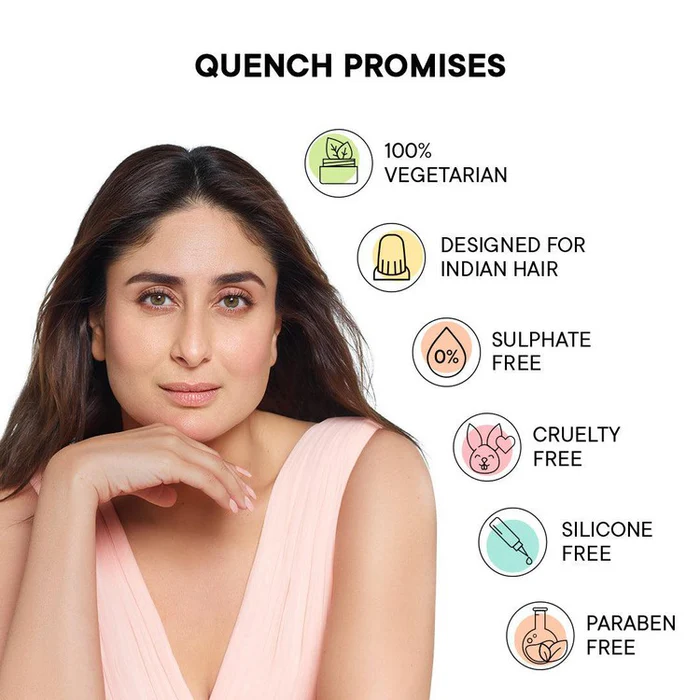 QUENCH PROMISES
100%
VEGETARIAN
DESIGNED FOR
INDIAN HAIR
0%
SULPHATE
FREE
CRUELTY
FREE
SILICONE
FREE
PARABEN
FREE